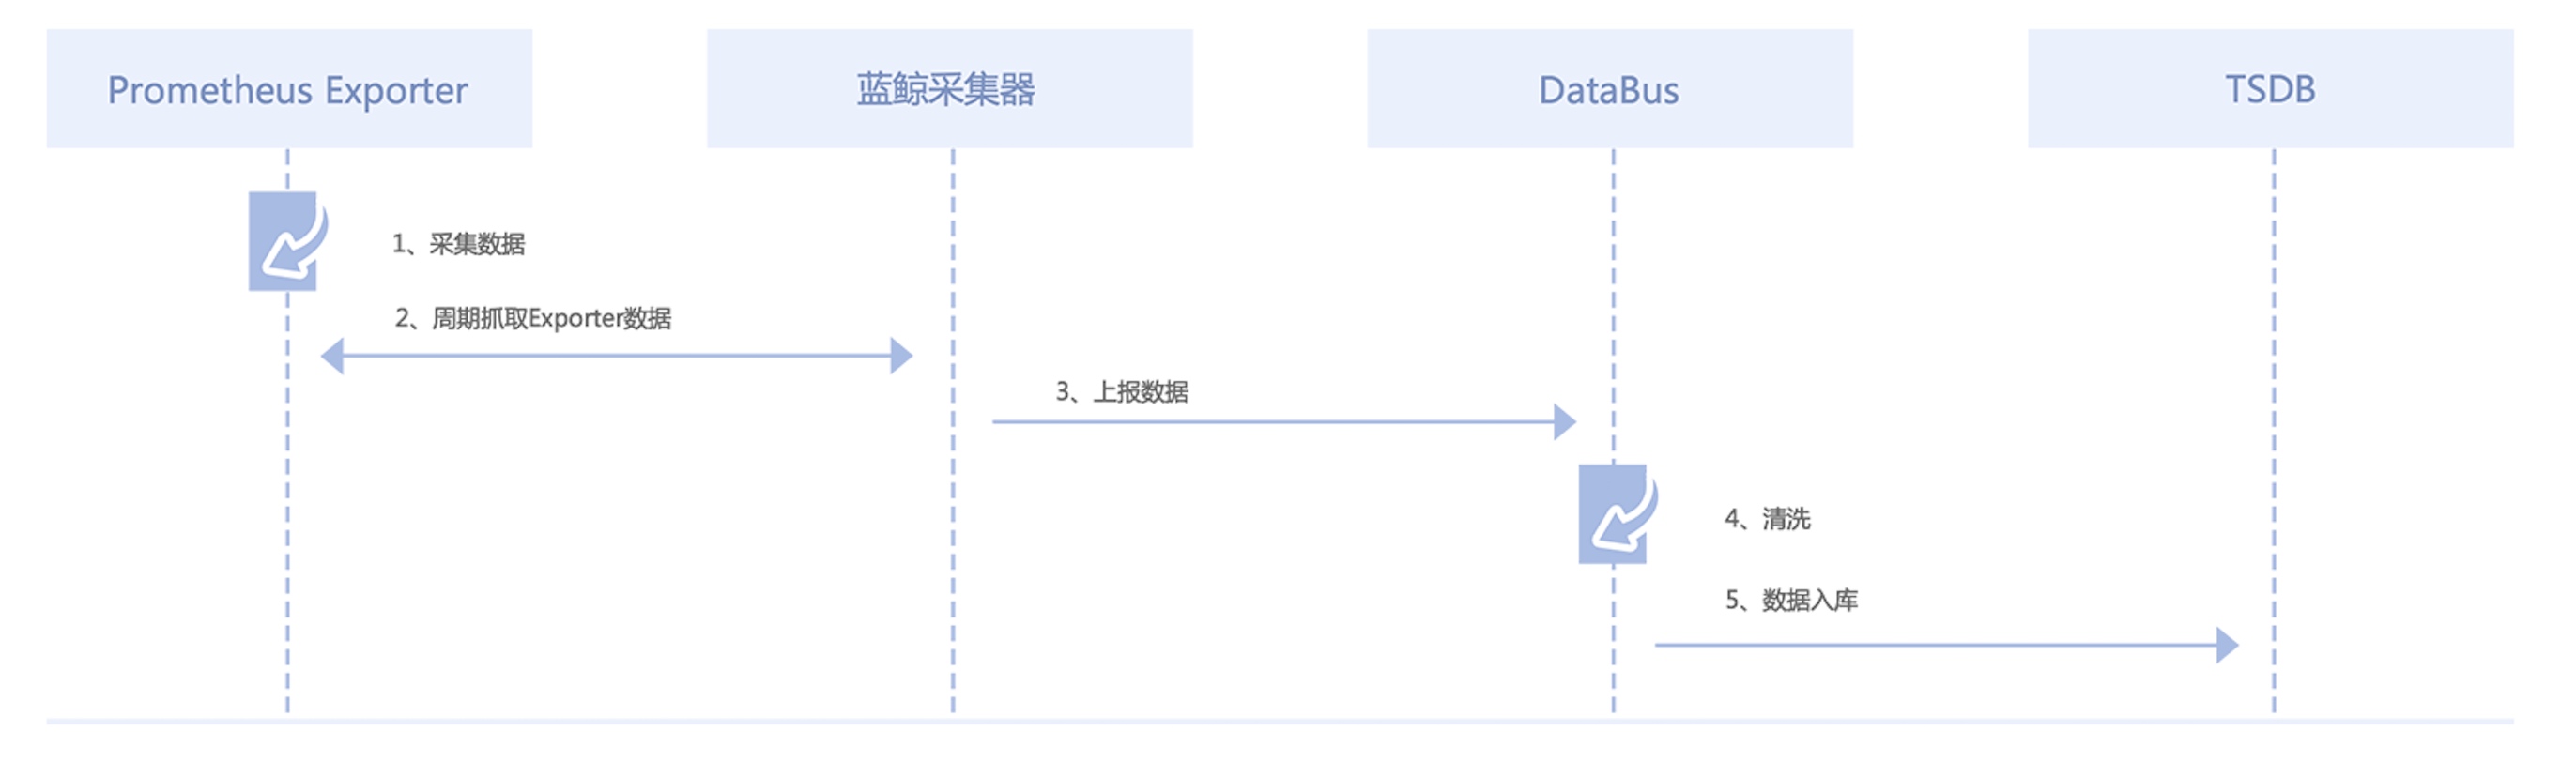 Prometheus Exporter
蓝鲸采集器
DataBus
TSDB
1、采集数据
2、周期抓取Exporter数据
3、上报数据
4、清洗
5、数据入库